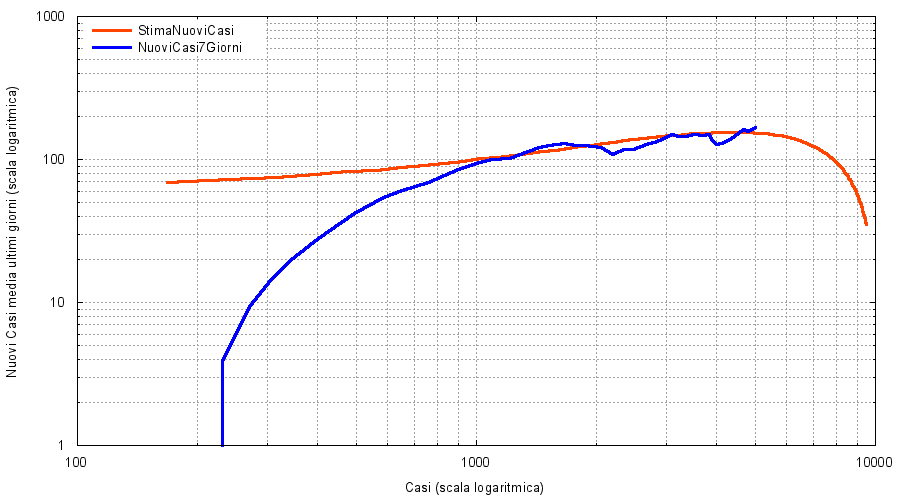 1000
StimaNuoviCasi
NuoviCasi7Giorni
100
10
1
Nuovi Casi media ultimi giorni (scala logaritmica)
100
1000
10000
Casi (scala logaritmica)